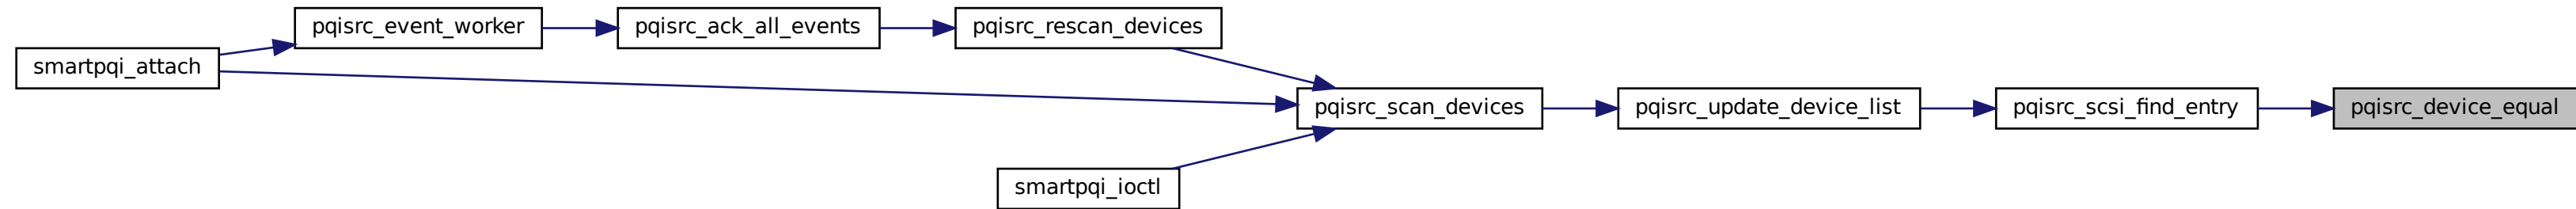 pqisrc_event_worker
pqisrc_ack_all_events
pqisrc_rescan_devices
smartpqi_attach
pqisrc_scan_devices
pqisrc_update_device_list
pqisrc_scsi_find_entry
pqisrc_device_equal
smartpqi_ioctl